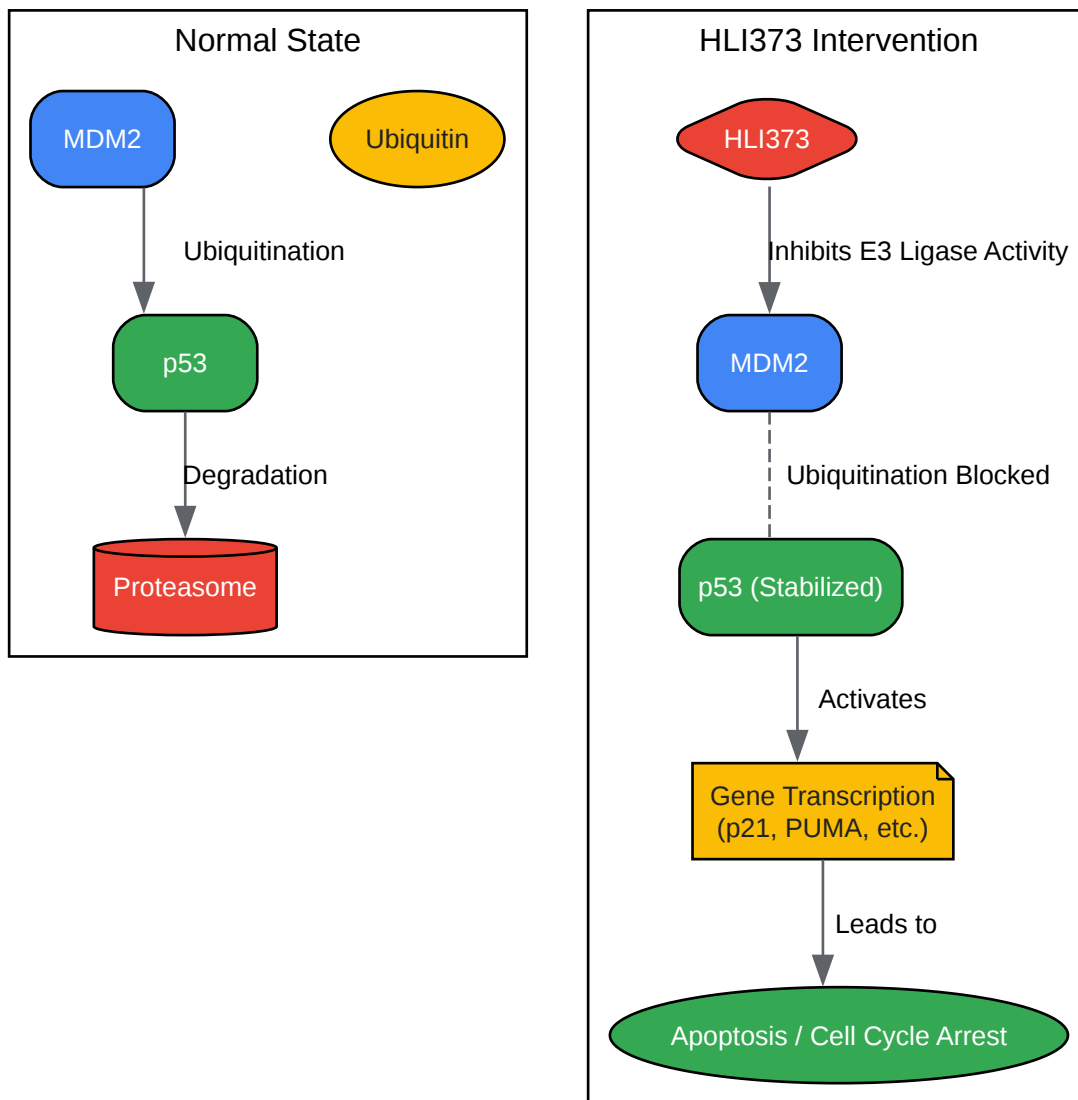 Normal State
MDM2
Ubiquitin
Ubiquitination
p53
Degradation
Proteasome
HLI373 Intervention
HLI373
Inhibits E3 Ligase Activity
MDM2
Ubiquitination Blocked
p53 (Stabilized)
Activates
Gene Transcription
(p21, PUMA, etc.)
Leads to
Apoptosis / Cell Cycle Arrest